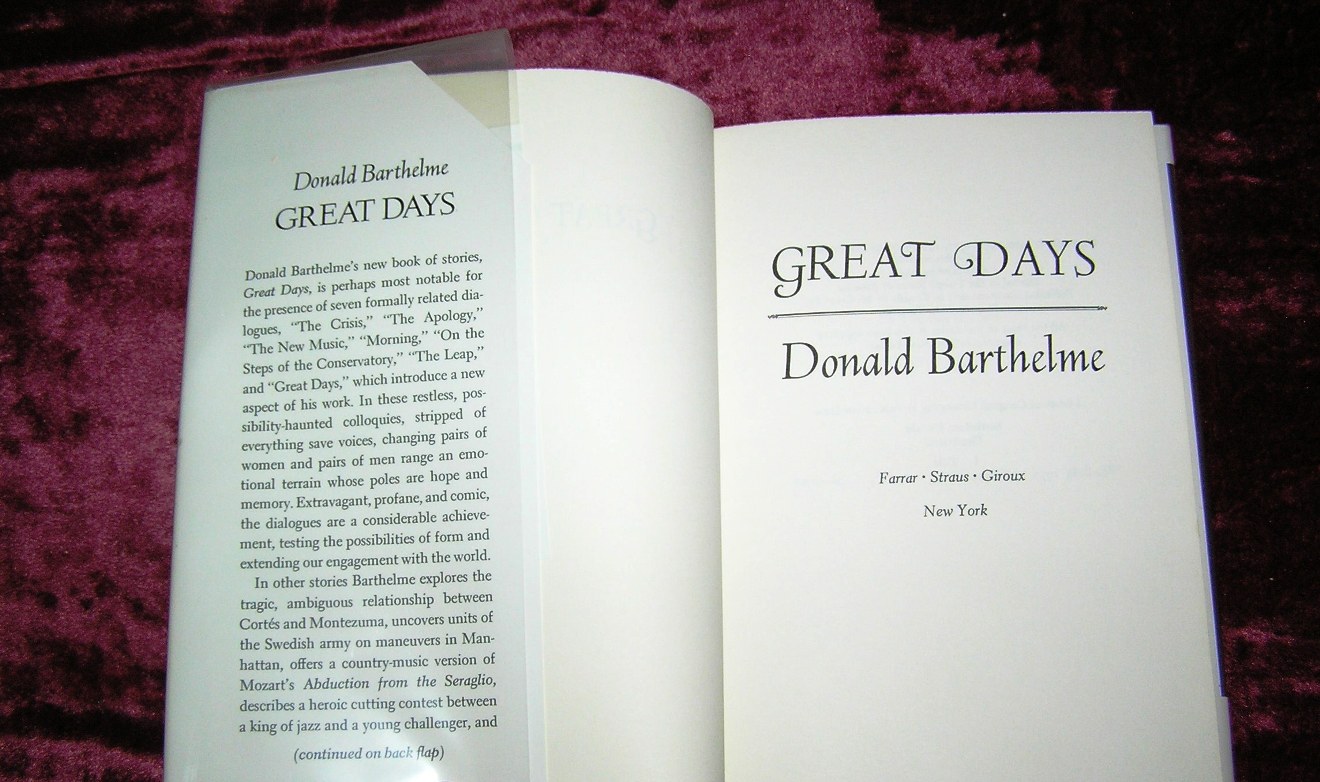 Donald Barthelme
GREAT DAYS
Donald Barthelme's new book of stories,
Great Days, is perhaps most notable for
the presence of seven formally related dia-
logues, "The Crisis," "The Apology,"
"The New Music," "Morning," "On the
Steps of the Conservatory," "The Leap,"
and "Great Days," which introduce a new
aspect of his work. In these restless, pos-
sibility-haunted colloquies, stripped of
everything save voices, changing pairs of
women and pairs of men range an emo-
tional terrain whose poles are hope and
memory. Extravagant, profane, and comic,
the dialogues are a considerable achieve-
ment, testing the possibilities of form and
extending our engagement with the world.
In other stories Barthelme explores the
tragic, ambiguous relationship between
Cortés and Montezuma, uncovers units of
the Swedish army on maneuvers in Man-
hattan, offers a country-music version of
Mozart's Abduction from the Seraglio,
describes a heroic cutting contest between
a king of jazz and a young challenger, and
(continued on back flap)
GREAT DAYS
Donald Barthelme
Farrar · Straus · Giroux
New York